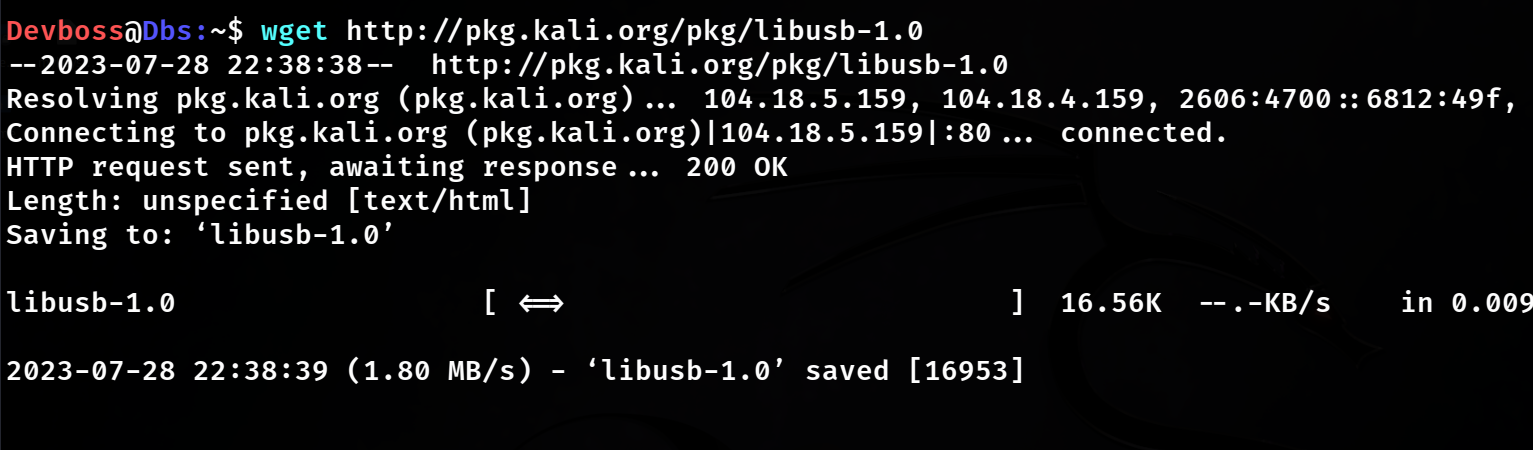 Devboss@Dbs:~$ wget http://pkg.kali.org/pkg/libusb-1.0
--2023-07-28 22:38:38--  http://pkg.kali.org/pkg/libusb-1.0
Resolving pkg.kali.org (pkg.kali.org)... 104.18.5.159, 104.18.4.159, 2606:4700::6812:49f,
Connecting to pkg.kali.org (pkg.kali.org)|104.18.5.159|:80... connected.
HTTP request sent, awaiting response... 200 OK
Length: unspecified [text/html]
Saving to: ‘libusb-1.0’
libusb-1.0                  [ <=>                          ]  16.56K  --.-KB/s    in 0.009
2023-07-28 22:38:39 (1.80 MB/s) - ‘libusb-1.0’ saved [16953]